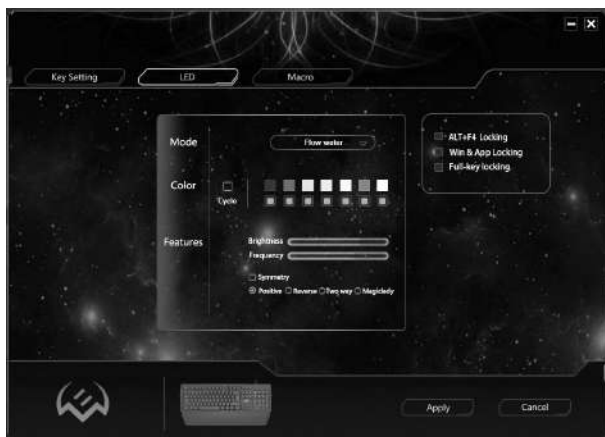 Key Setting
LED
Macro
Mode
Flow water
Color
Cycle
Features
Brightness
Frequency
Symmetry
Positive Reverse Two way Magiclady
ALT+F4 Locking
Win & App Locking
Full-key locking
Apply
Cancel